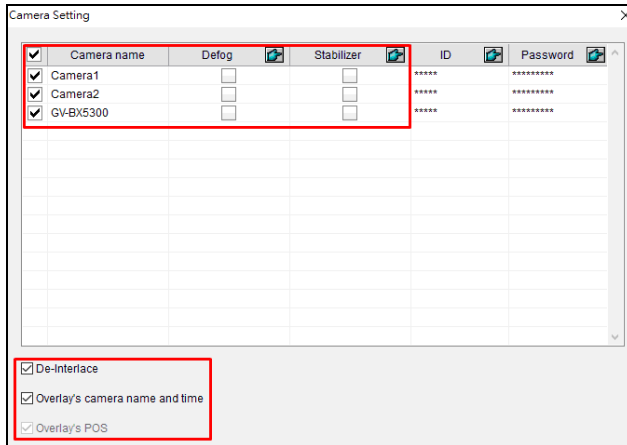 Camera Setting
Camera name Defog Stabilizer ID Password
Camera1 ***** *********
Camera2 ***** *********
GV-BX5300 ***** *********
De-Interlace
Overlay's camera name and time
Overlay's POS